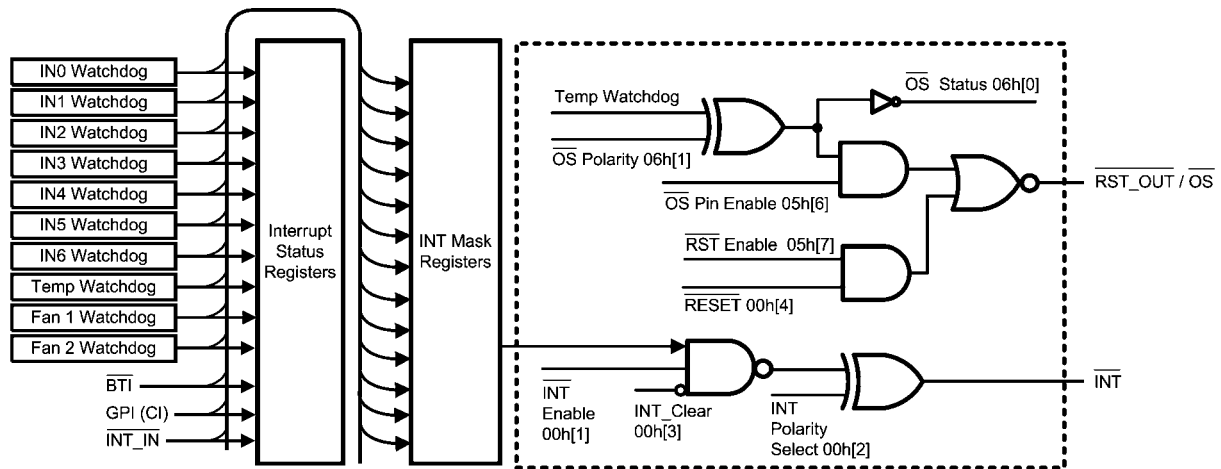 IN0 Watchdog
IN1 Watchdog
IN2 Watchdog
IN3 Watchdog
IN4 Watchdog
IN5 Watchdog
IN6 Watchdog
Temp Watchdog
Fan 1 Watchdog
Fan 2 Watchdog
BTI
GPI (CI)
INT_IN
Interrupt
Status
Registers
INT Mask
Registers
Temp Watchdog
OS Polarity 06h[1]
OS Status 06h[0]
OS Pin Enable 05h[6]
RST Enable 05h[7]
RESET 00h[4]
RST_OUT / OS
INT
Enable
00h[1]
INT_Clear
00h[3]
INT
Polarity
Select 00h[2]
INT